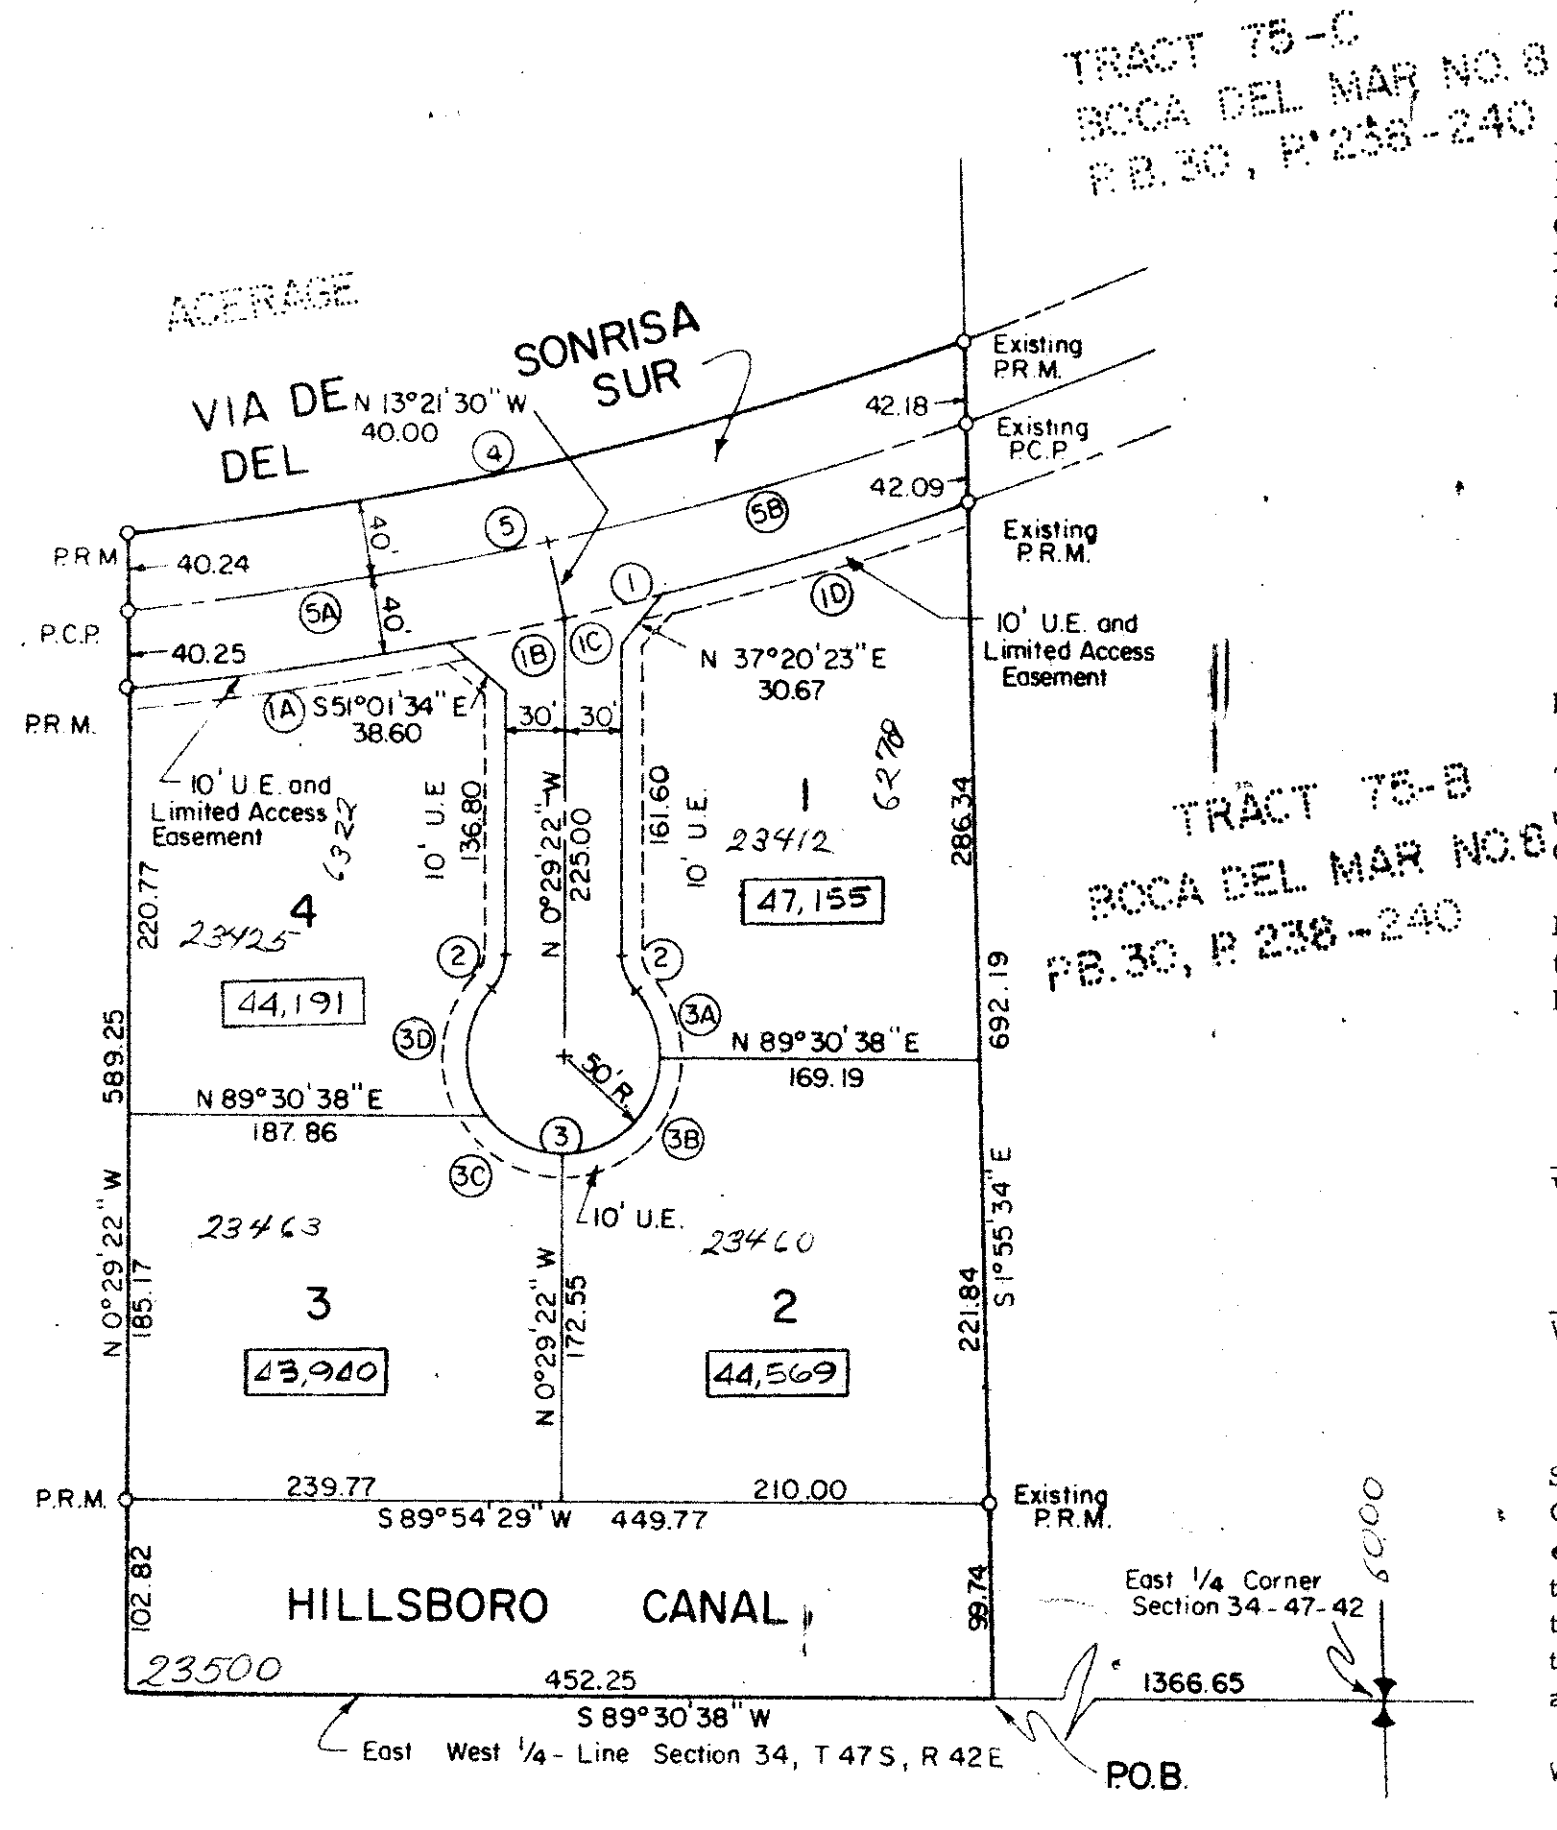 TRACT 75-C
BOCA DEL MAR NO. 8
P.B. 30, P. 238-240
ACERAGE
SONRISA
SUR
VIA DE
DEL
N 13°21'30" W
40.00
Existing
P.R.M.
42.18
Existing
P.C.P.
42.09
Existing
P.R.M.
4
5
5B
40'
40'
P.R.M
40.24
5A
1
1D
P.C.P.
40.25
1B
1C
10' U.E. and
Limited Access
Easement
N 37°20'23" E
30.67
P.R.M.
1A
S51°01'34" E
38.60
30'
30'
10' U.E. and
Limited Access
Easement
6322
10' U.E
136.80
N 0°29'22" W
225.00
161.60
10' U.E.
1
6278
23412
47,155
286.34
TRACT 75-B
BOCA DEL MAR NO.8
P.B. 30, P. 238-240
220.77
4
23425
44,191
2
2
3A
3D
692.19
589.25
N 89°30'38" E
169.19
50' R.
N 89°30'38" E
187.86
3
3B
3C
10' U.E.
S 1°55'34" E
N 0°29'22" W
185.17
23463
3
43,940
N 0°29'22" W
172.55
23460
2
44,569
221.84
P.R.M.
239.77
210.00
S 89°54'29" W 449.77
Existing
P.R.M.
102.82
HILLSBORO CANAL
99.74
East 1/4 Corner
Section 34-47-42
60.00
23500
452.25
1366.65
S 89°30'38" W
East West 1/4 - Line Section 34, T 47 S, R 42 E
P.O.B.